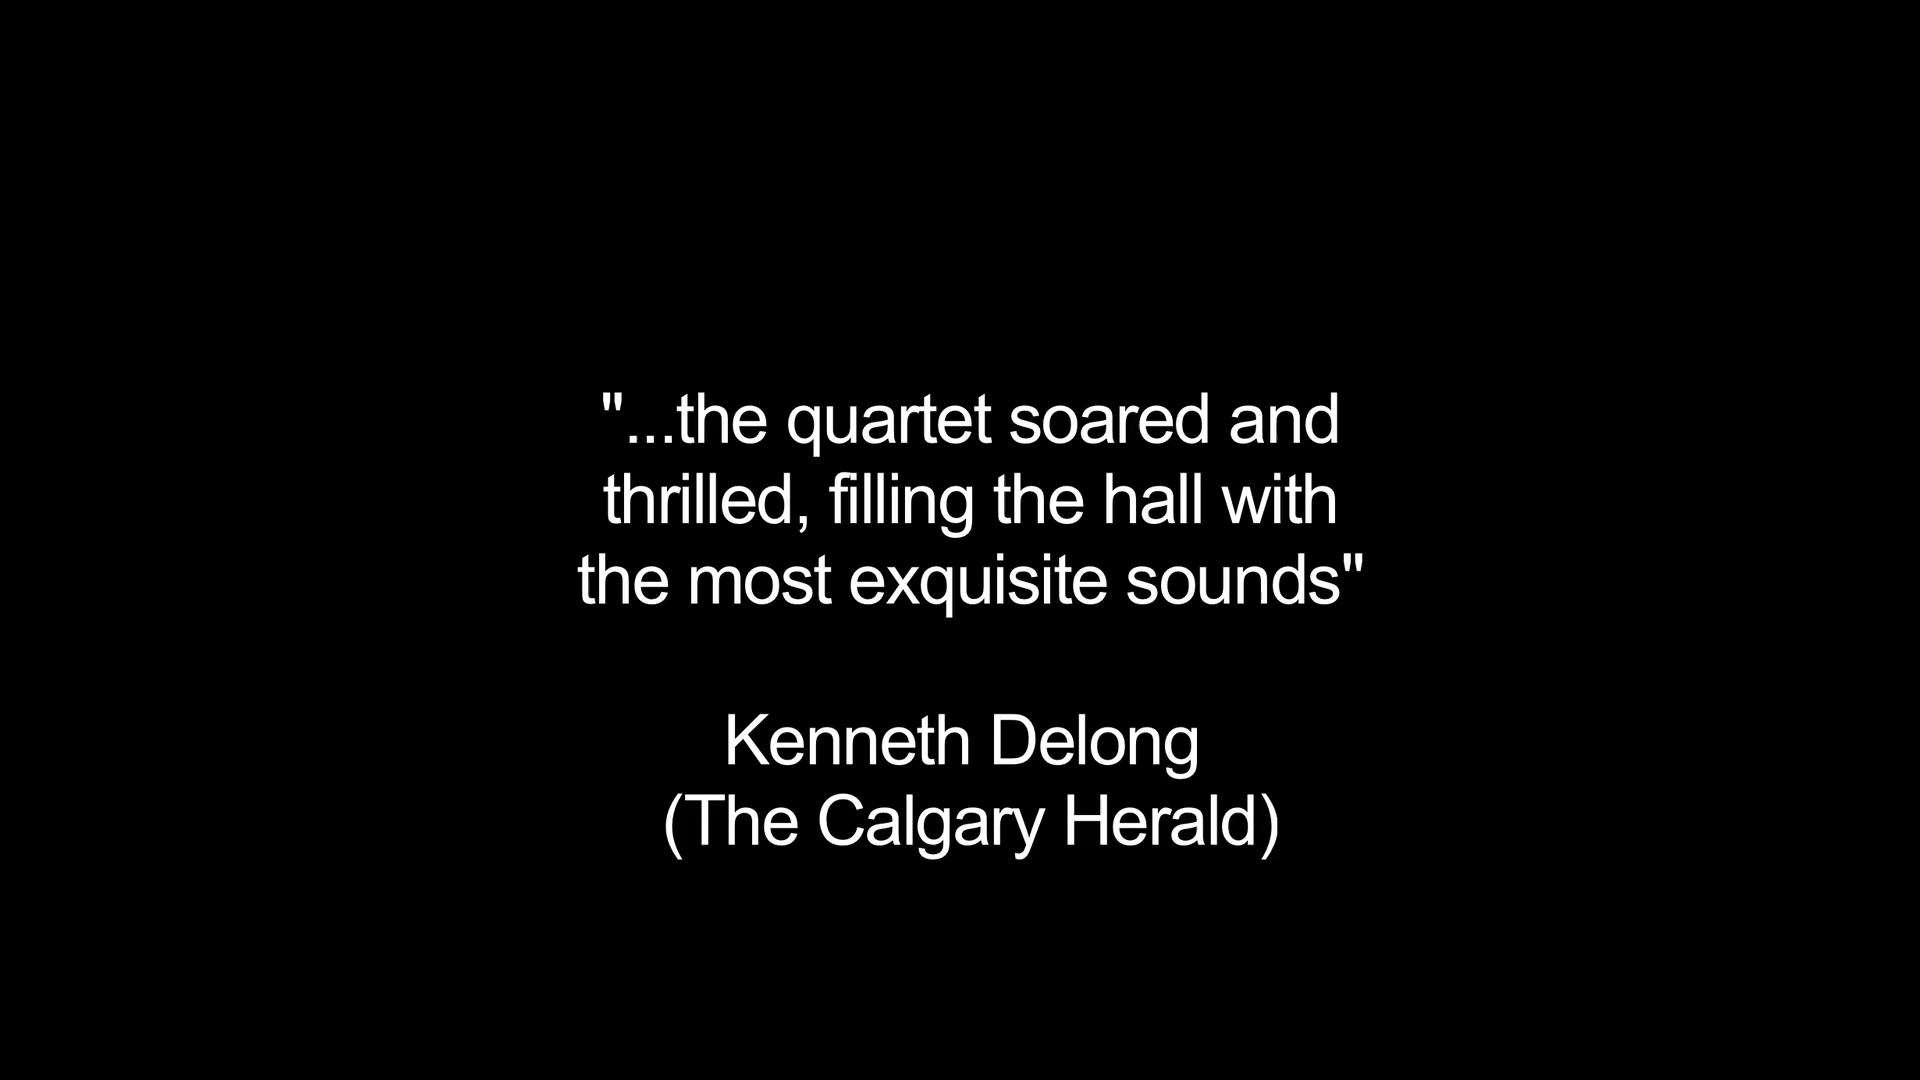 "...the quartet soared and
thrilled, filling the hall with
the most exquisite sounds"
Kenneth Delong
(The Calgary Herald)